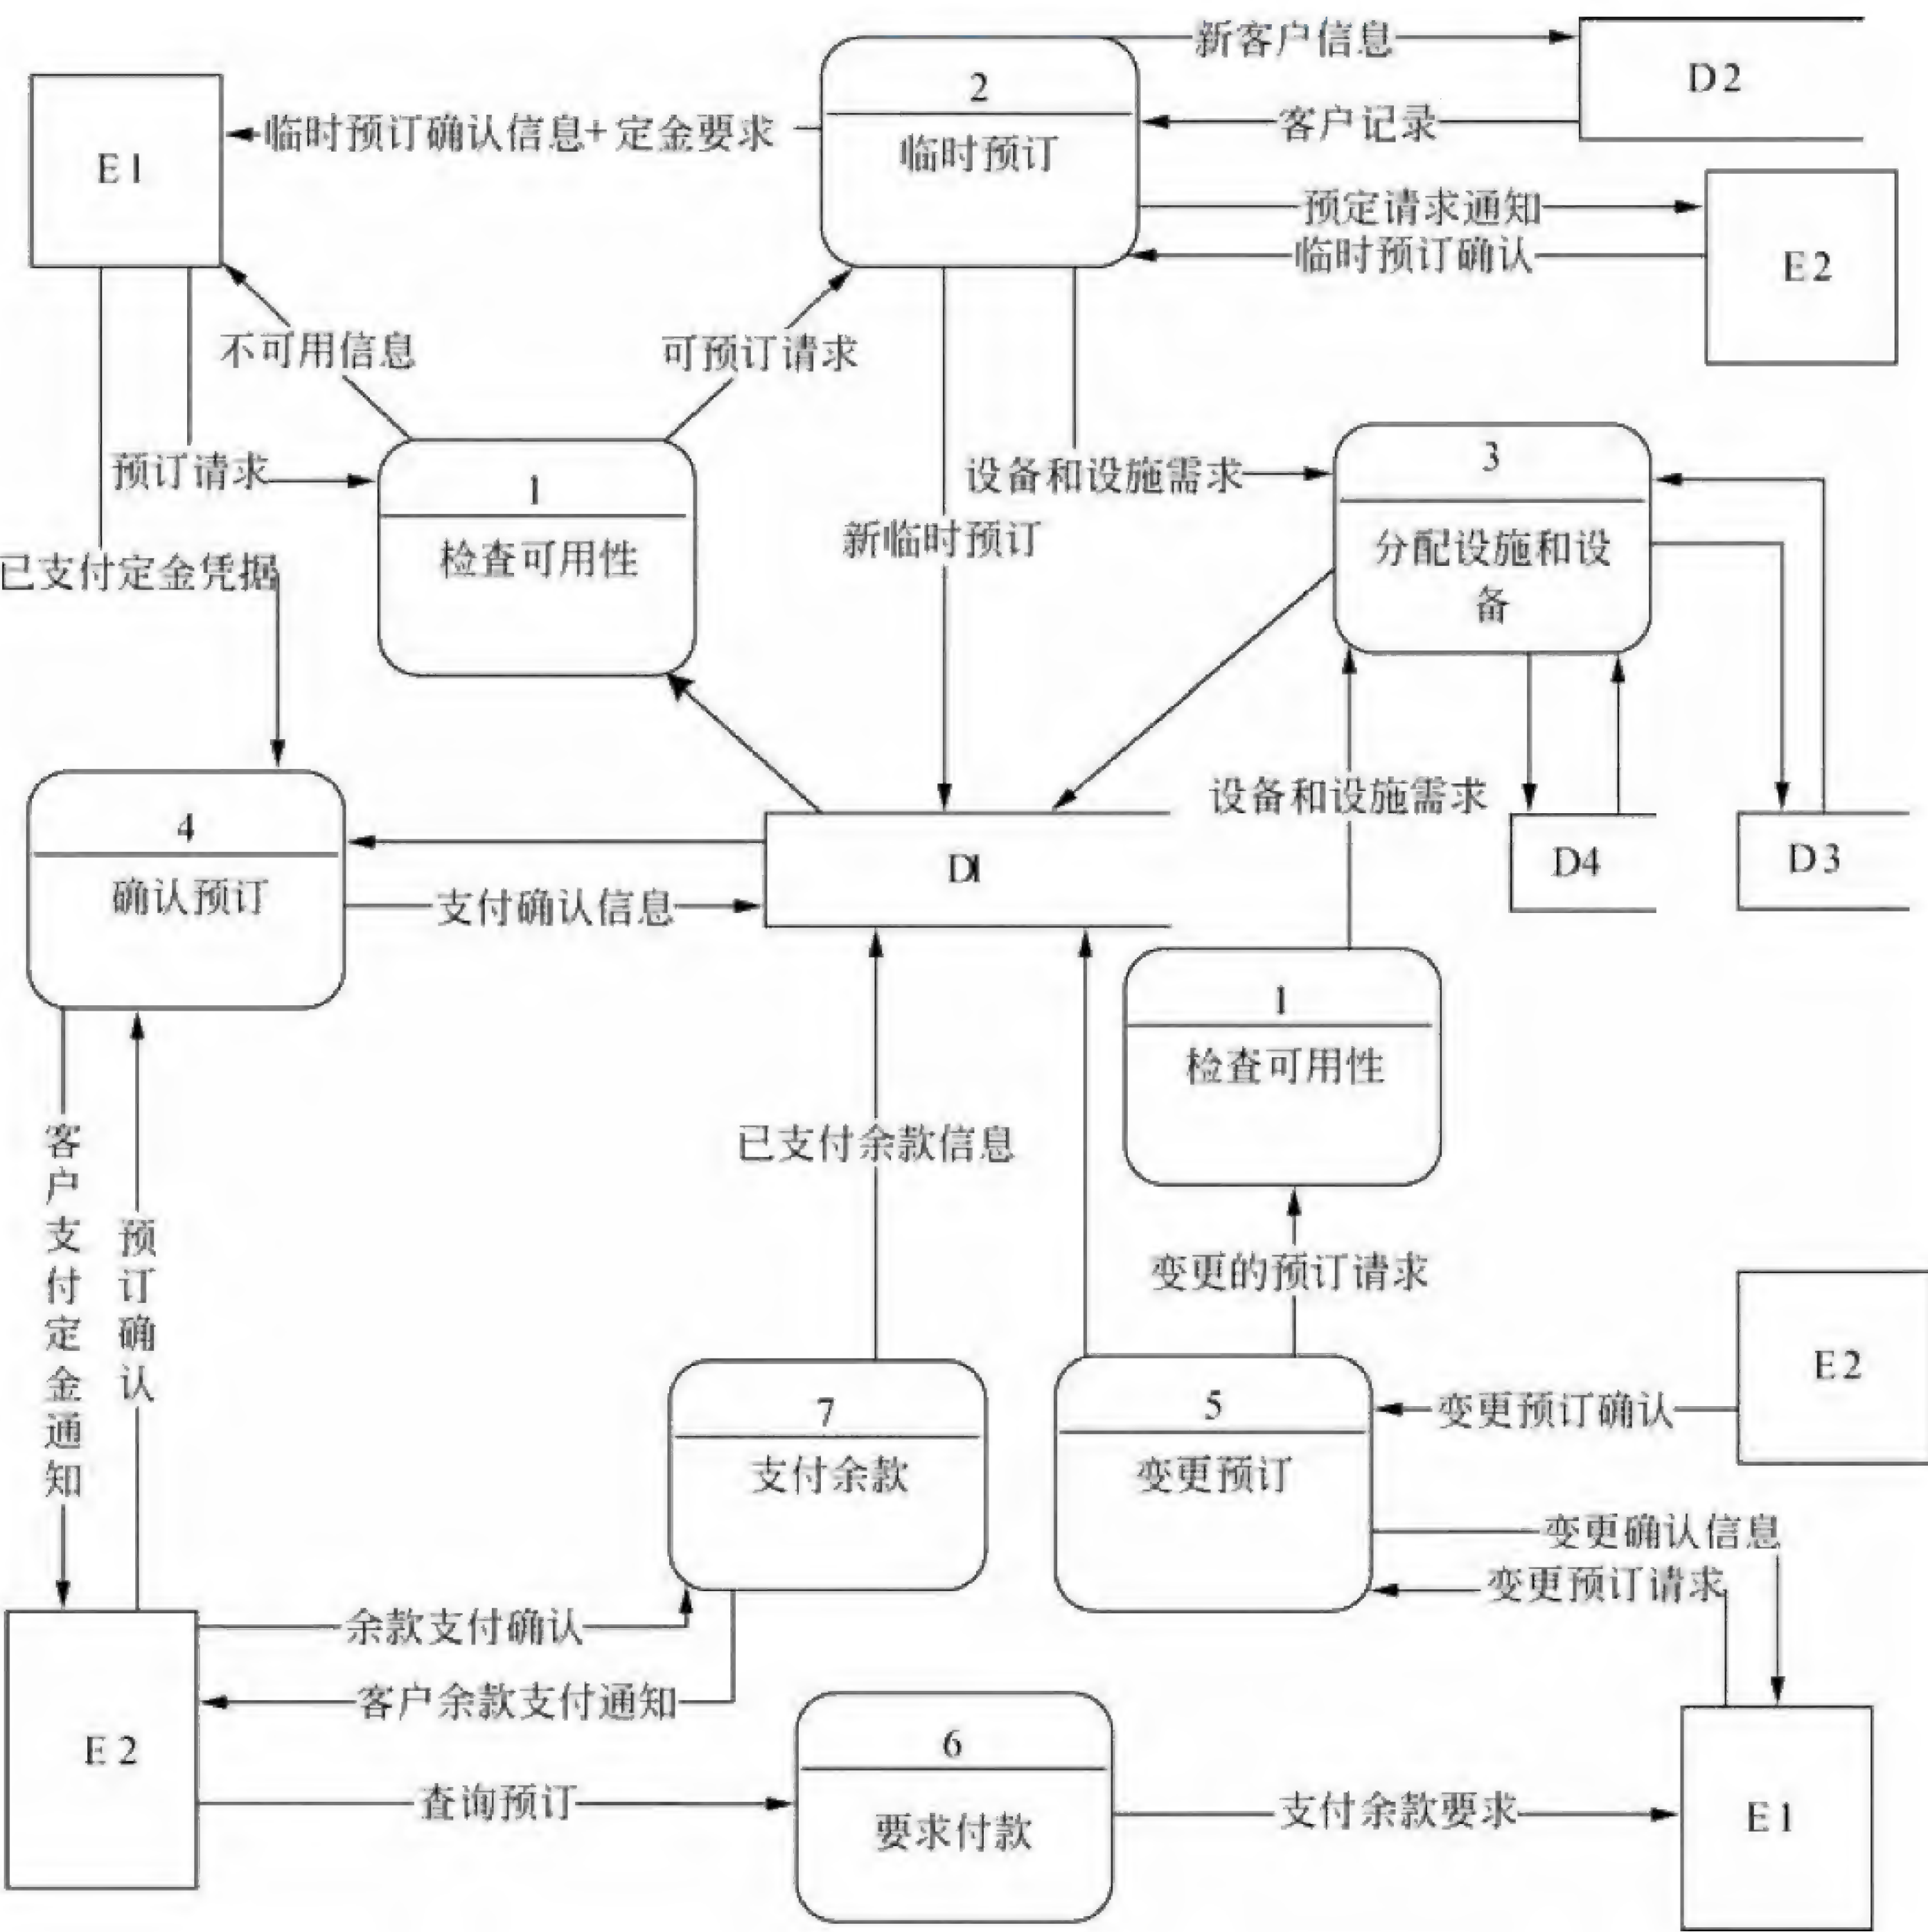 新客户信息
D2
2
客户记录
临时预订确认信息+定金要求
临时预订
E1
预定请求通知
临时预订确认
E2
不可用信息
可预订请求
预订请求
1
检查可用性
设备和设施需求
3
分配设施和设
备
新临时预订
已支付定金凭据
设备和设施需求
4
确认预订
D1
D4
D3
支付确认信息
1
检查可用性
客户支付定金通知
预订确认
已支付余款信息
变更的预订请求
E2
7
支付余款
5
变更预订
变更预订确认
变更确认信息
变更预订请求
余款支付确认
客户余款支付通知
E2
6
要求付款
查询预订
支付余款要求
E1